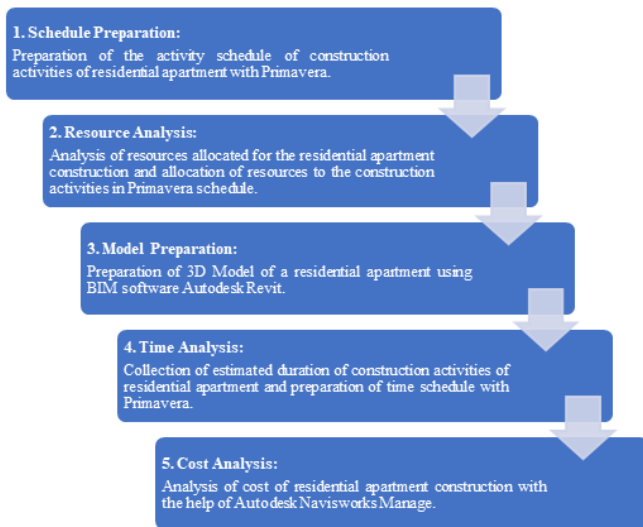 1. Schedule Preparation:
Preparation of the activity schedule of construction
activities of residential apartment with Primavera.
2. Resource Analysis:
Analysis of resources allocated for the residential apartment
construction and allocation of resources to the construction
activities in Primavera schedule.
3. Model Preparation:
Preparation of 3D Model of a residential apartment using
BIM software Autodesk Revit.
4. Time Analysis:
Collection of estimated duration of construction activities of
residential apartment and preparation of time schedule with
Primavera.
5. Cost Analysis:
Analysis of cost of residential apartment construction with
the help of Autodesk Navisworks Manage.